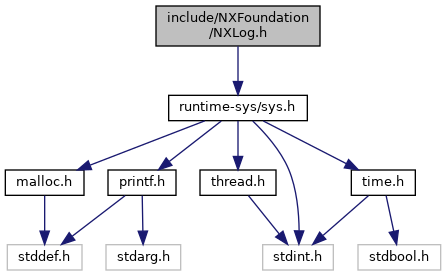 include/NXFoundation
/NXLog.h
runtime-sys/sys.h
malloc.h
printf.h
thread.h
time.h
stddef.h
stdarg.h
stdint.h
stdbool.h